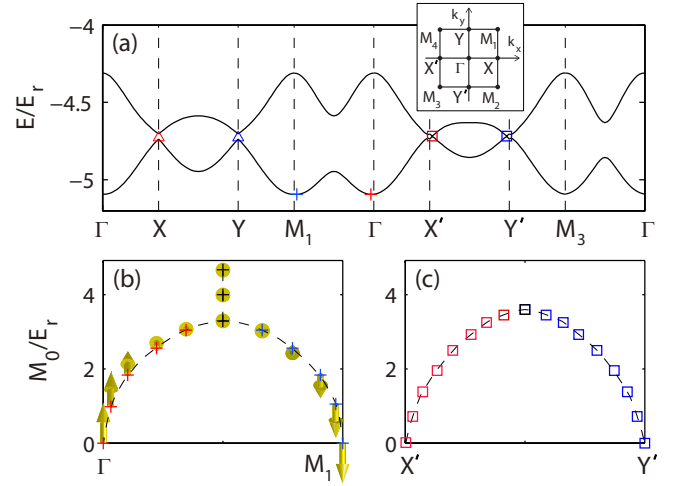 (a)
E/E_r
−4
−4.5
−5
k_y
k_x
M_4 Y M_1
X′ Γ X
M_3 Y′ M_2
Γ X Y M_1 Γ X′ Y′ M_3 Γ
(b)
M_0/E_r
4
2
0
Γ M_1
(c)
4
2
0
X′ Y′